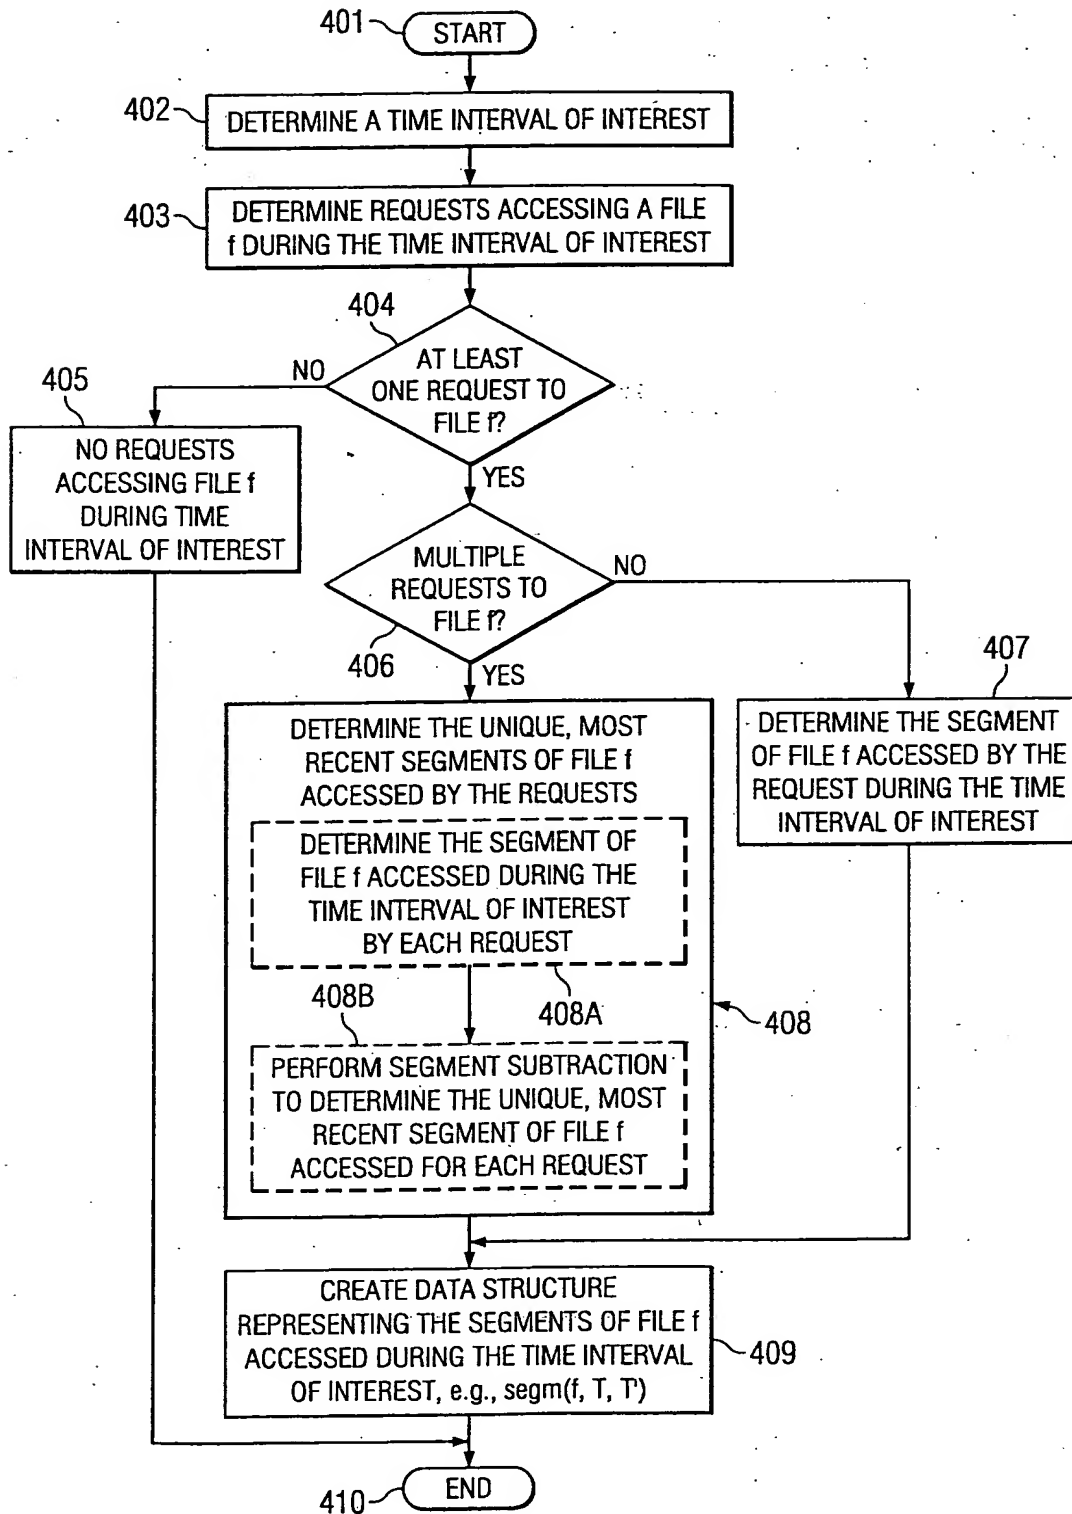 401
START
402
DETERMINE A TIME INTERVAL OF INTEREST
403
DETERMINE REQUESTS ACCESSING A FILE
f DURING THE TIME INTERVAL OF INTEREST
404
AT LEAST
ONE REQUEST TO
FILE f?
NO
405
NO REQUESTS
ACCESSING FILE f
DURING TIME
INTERVAL OF INTEREST
YES
MULTIPLE
REQUESTS TO
FILE f?
NO
406
YES
407
DETERMINE THE SEGMENT
OF FILE f ACCESSED BY THE
REQUEST DURING THE TIME
INTERVAL OF INTEREST
DETERMINE THE UNIQUE, MOST
RECENT SEGMENTS OF FILE f
ACCESSED BY THE REQUESTS
DETERMINE THE SEGMENT OF
FILE f ACCESSED DURING THE
TIME INTERVAL OF INTEREST
BY EACH REQUEST
408B
408A
408
PERFORM SEGMENT SUBTRACTION
TO DETERMINE THE UNIQUE, MOST
RECENT SEGMENT OF FILE f
ACCESSED FOR EACH REQUEST
CREATE DATA STRUCTURE
REPRESENTING THE SEGMENTS OF FILE f
ACCESSED DURING THE TIME INTERVAL
OF INTEREST, e.g., segm(f, T, T')
409
END
410